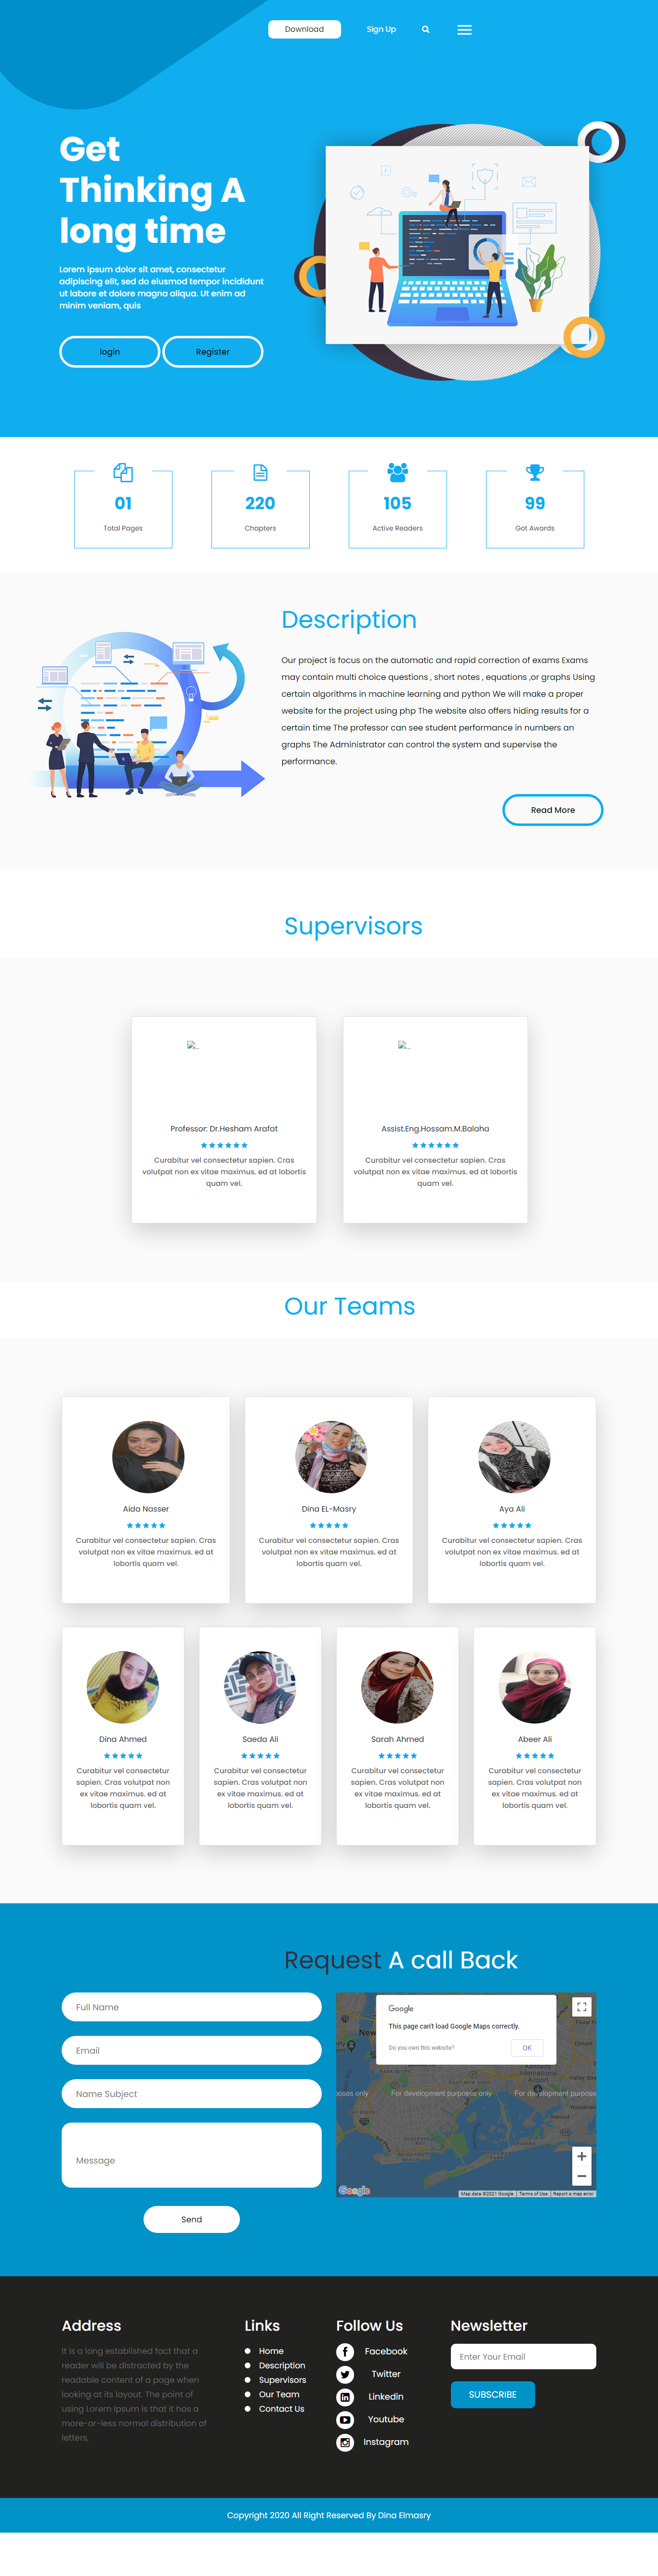 Download
Sign Up
Get
Thinking A
long time
Lorem ipsum dolor sit amet, consectetur
adipiscing elit, sed do eiusmod tempor incididunt
ut labore et dolore magna aliqua. Ut enim ad
minim veniam, quis
login
Register
01
Total Pages
220
Chapters
105
Active Readers
99
Got Awards
Description
Our project is focus on the automatic and rapid correction of exams Exams
may contain multi choice questions , short notes , equations ,or graphs Using
certain algorithms in machine learning and python We will make a proper
website for the project using php The website also offers hiding results for a
certain time The professor can see student performance in numbers an
graphs The Administrator can control the system and supervise the
performance.
Read More
Supervisors
Professor: Dr.Hesham Arafat
Curabitur vel consectetur sapien. Cras
volutpat non ex vitae maximus. ed at lobortis
quam vel.
Assist.Eng.Hossam.M.Balaha
Curabitur vel consectetur sapien. Cras
volutpat non ex vitae maximus. ed at lobortis
quam vel.
Our Teams
Aida Nasser
Curabitur vel consectetur sapien. Cras
volutpat non ex vitae maximus. ed at
lobortis quam vel.
Dina EL-Masry
Curabitur vel consectetur sapien. Cras
volutpat non ex vitae maximus. ed at
lobortis quam vel.
Aya Ali
Curabitur vel consectetur sapien. Cras
volutpat non ex vitae maximus. ed at
lobortis quam vel.
Dina Ahmed
Curabitur vel consectetur
sapien. Cras volutpat non
ex vitae maximus. ed at
lobortis quam vel.
Saeda Ali
Curabitur vel consectetur
sapien. Cras volutpat non
ex vitae maximus. ed at
lobortis quam vel.
Sarah Ahmed
Curabitur vel consectetur
sapien. Cras volutpat non
ex vitae maximus. ed at
lobortis quam vel.
Abeer Ali
Curabitur vel consectetur
sapien. Cras volutpat non
ex vitae maximus. ed at
lobortis quam vel.
Request A call Back
Full Name
Email
Name Subject
Message
Send
Google
This page can't load Google Maps correctly.
Do you own this website?
OK
New
Kennedy
International
Airport
poses only
For development purposes only
For development purpose
Inwood
Google
Map data ©2021 Google
Terms of Use
Report a map error
Address
It is a long established fact that a
reader will be distracted by the
readable content of a page when
looking at its layout. The point of
using Lorem Ipsum is that it has a
more-or-less normal distribution of
letters,
Links
Home
Description
Supervisors
Our Team
Contact Us
Follow Us
Facebook
Twitter
Linkedin
Youtube
Instagram
Newsletter
Enter Your Email
SUBSCRIBE
Copyright 2020 All Right Reserved By Dina Elmasry